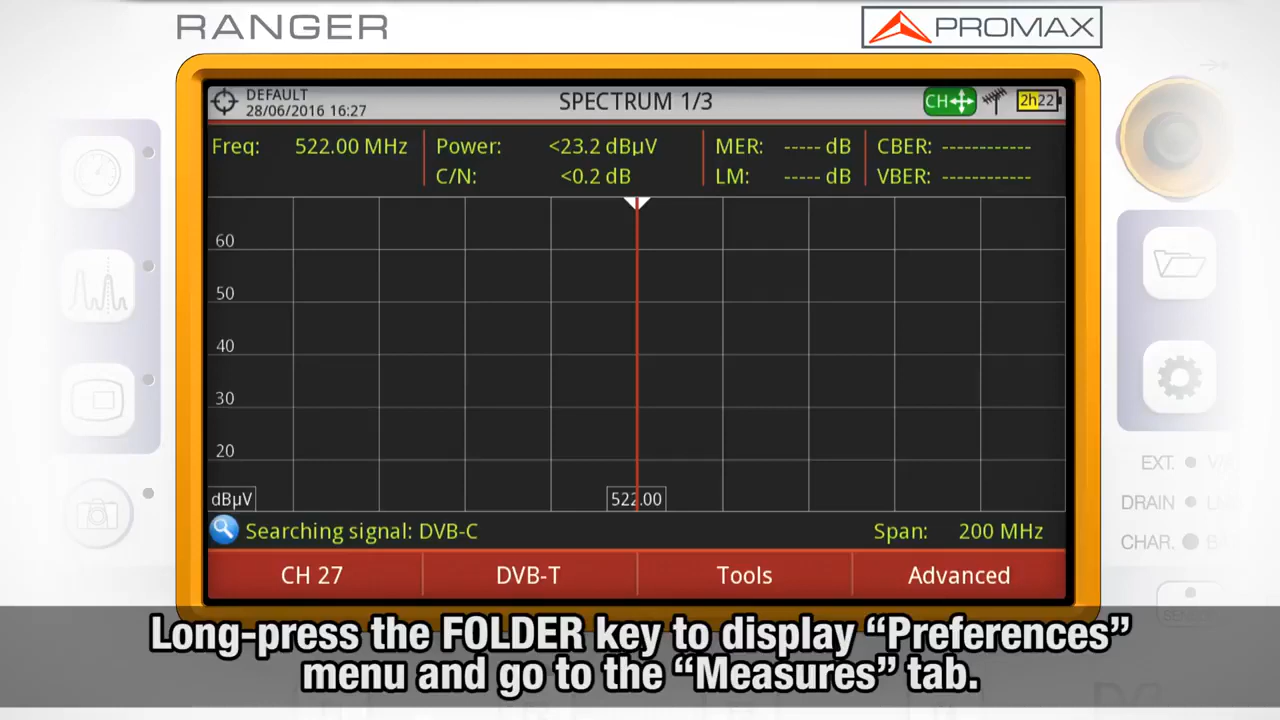 RANGER
PROMAX
DEFAULT
28/06/2016 16:27
SPECTRUM 1/3
CH
2h22
Freq: 522.00 MHz
Power: <23.2 dBµV
C/N: <0.2 dB
MER: ----- dB
LM: ----- dB
CBER: ------------
VBER: ------------
60
50
40
30
20
dBµV
522.00
Searching signal: DVB-C
Span: 200 MHz
CH 27
DVB-T
Tools
Advanced
EXT.
DRAIN
CHAR.
Long-press the FOLDER key to display “Preferences”
menu and go to the “Measures” tab.